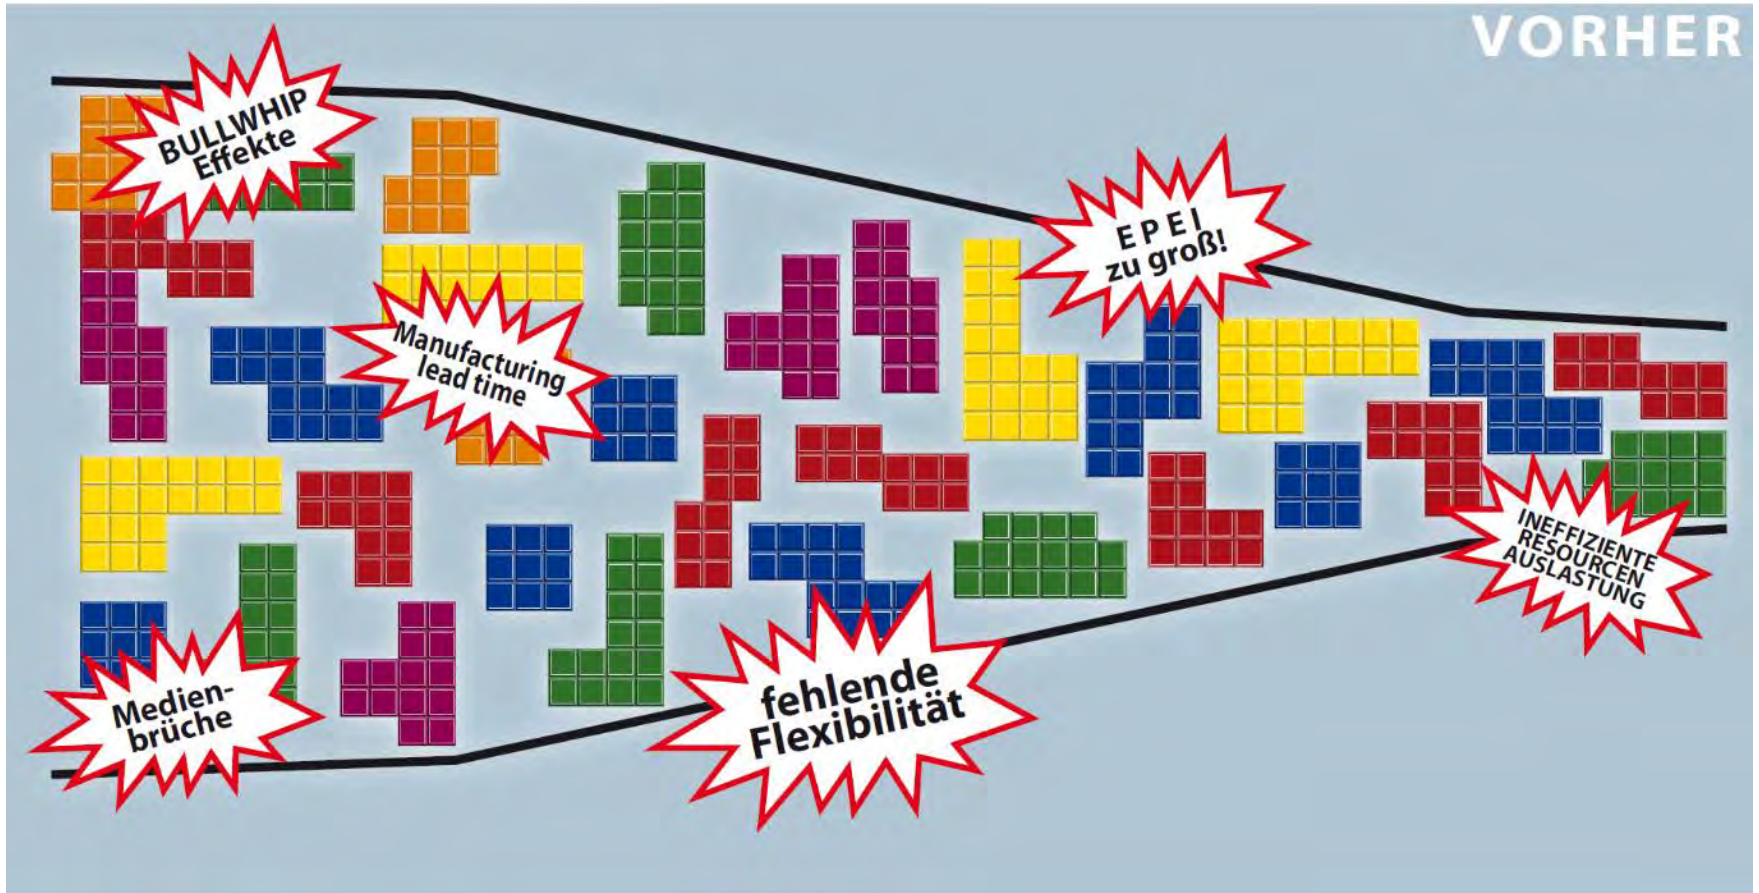 VORHER
BULLWHIP
Effekte
E P E I
zu groß!
Manufacturing
lead time
INEFFIZIENTE
RESOURCEN
AUSLASTUNG
Medien-
brüche
fehlende
Flexibilität